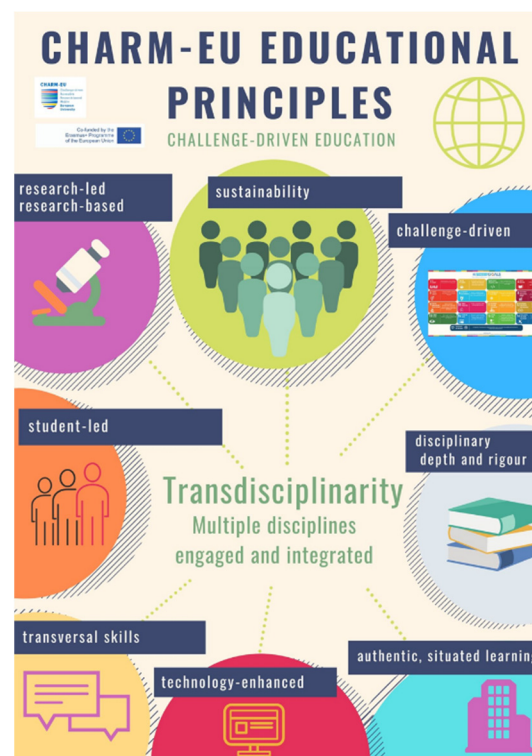 CHARM-EU EDUCATIONAL
PRINCIPLES
CHALLENGE-DRIVEN EDUCATION
CHARM-EU
Co-funded by the
Erasmus+ Programme
of the European Union
research-led
research-based
sustainability
challenge-driven
student-led
disciplinary
depth and rigour
Transdisciplinarity
Multiple disciplines
engaged and integrated
transversal skills
technology-enhanced
authentic, situated learning